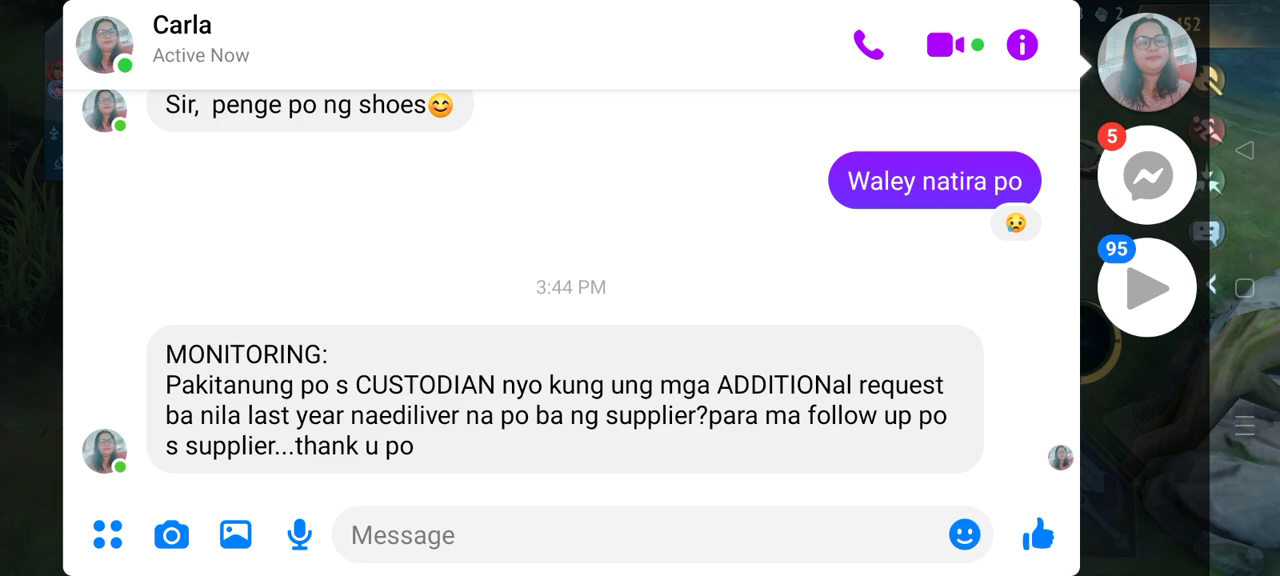 Carla
Active Now
Sir, penge po ng shoes😊
Waley natira po
😢
3:44 PM
MONITORING:
Pakitanung po s CUSTODIAN nyo kung ung mga ADDITIONal request
ba nila last year naediliver na po ba ng supplier?para ma follow up po
s supplier...thank u po
Message
2
452
5
95